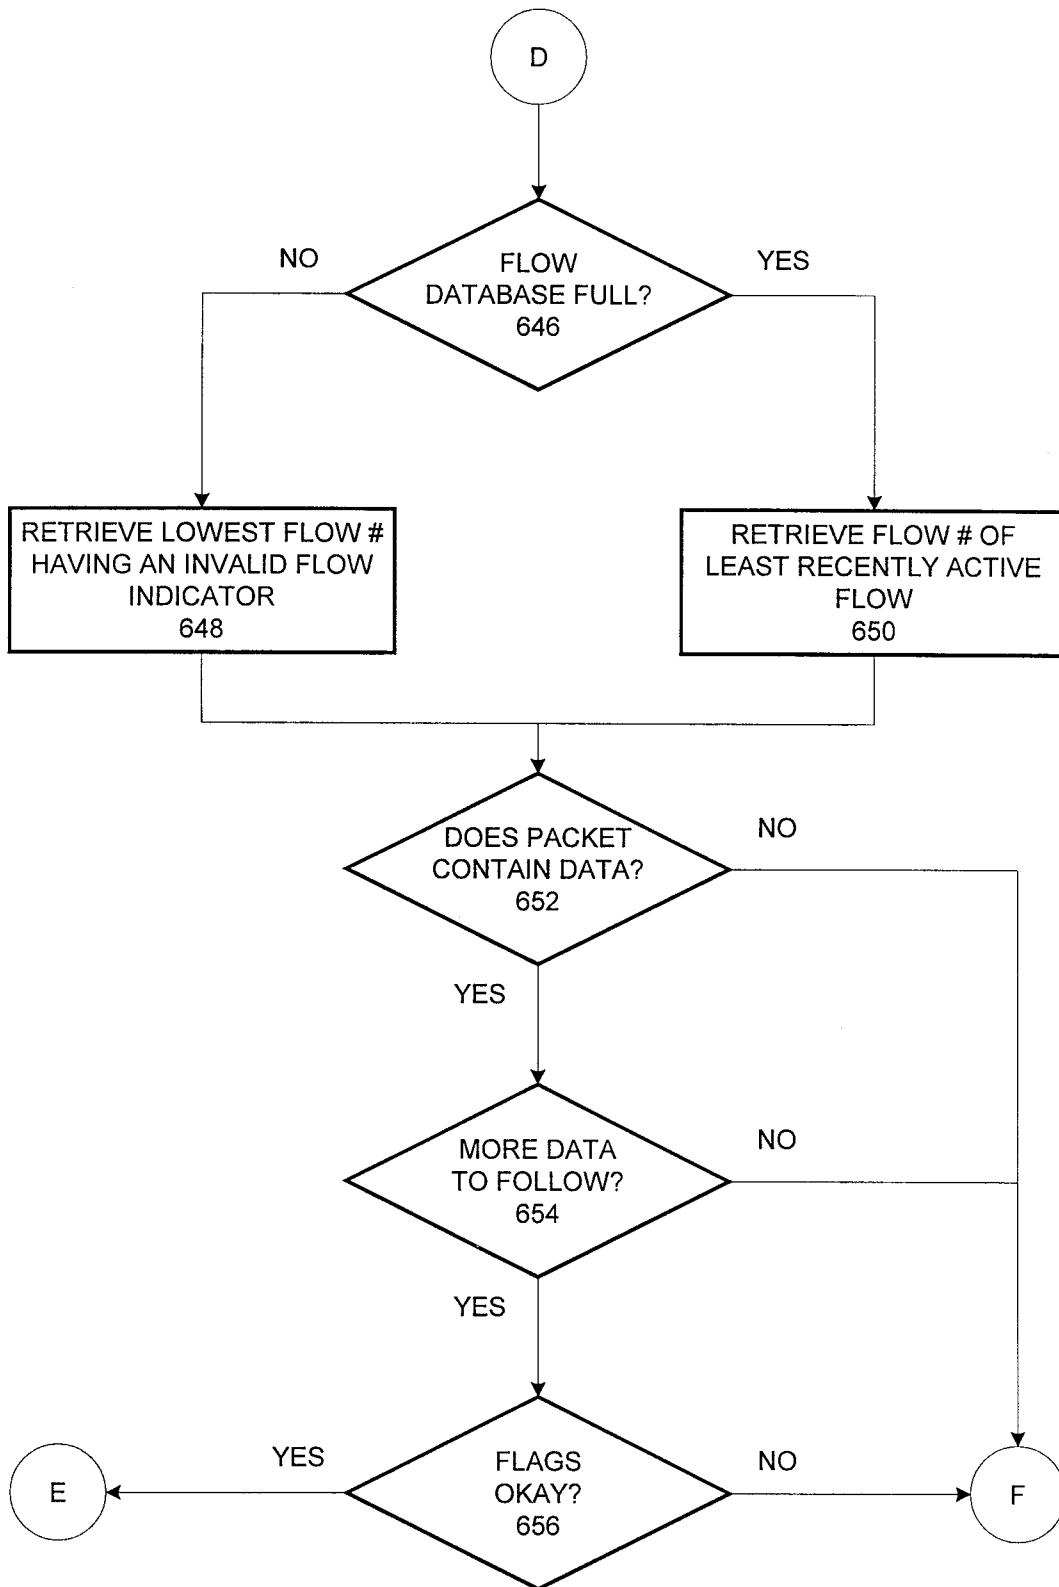 D
NO
YES
FLOW
DATABASE FULL?
646
RETRIEVE LOWEST FLOW #
HAVING AN INVALID FLOW
INDICATOR
648
RETRIEVE FLOW # OF
LEAST RECENTLY ACTIVE
FLOW
650
DOES PACKET
CONTAIN DATA?
652
NO
YES
MORE DATA
TO FOLLOW?
654
NO
YES
YES
FLAGS
OKAY?
656
NO
E
F